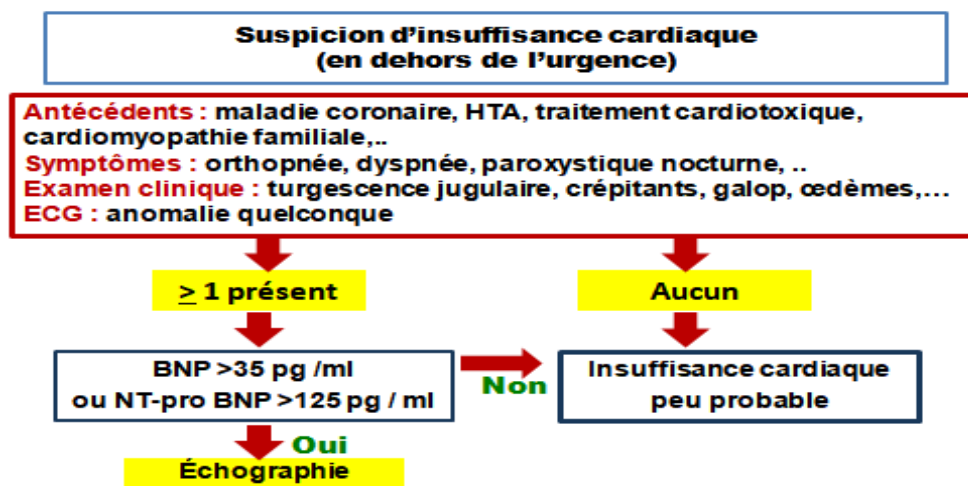 Suspicion d’insuffisance cardiaque
(en dehors de l’urgence)
Antécédents : maladie coronaire, HTA, traitement cardiotoxique,
cardiomyopathie familiale,..
Symptômes : orthopnée, dyspnée, paroxystique nocturne, ..
Examen clinique : turgescence jugulaire, crépitants, galop, œdèmes,...
ECG : anomalie quelconque
≥ 1 présent
Aucun
BNP >35 pg /ml
ou NT-pro BNP >125 pg / ml
Non
Insuffisance cardiaque
peu probable
Oui
Échographie